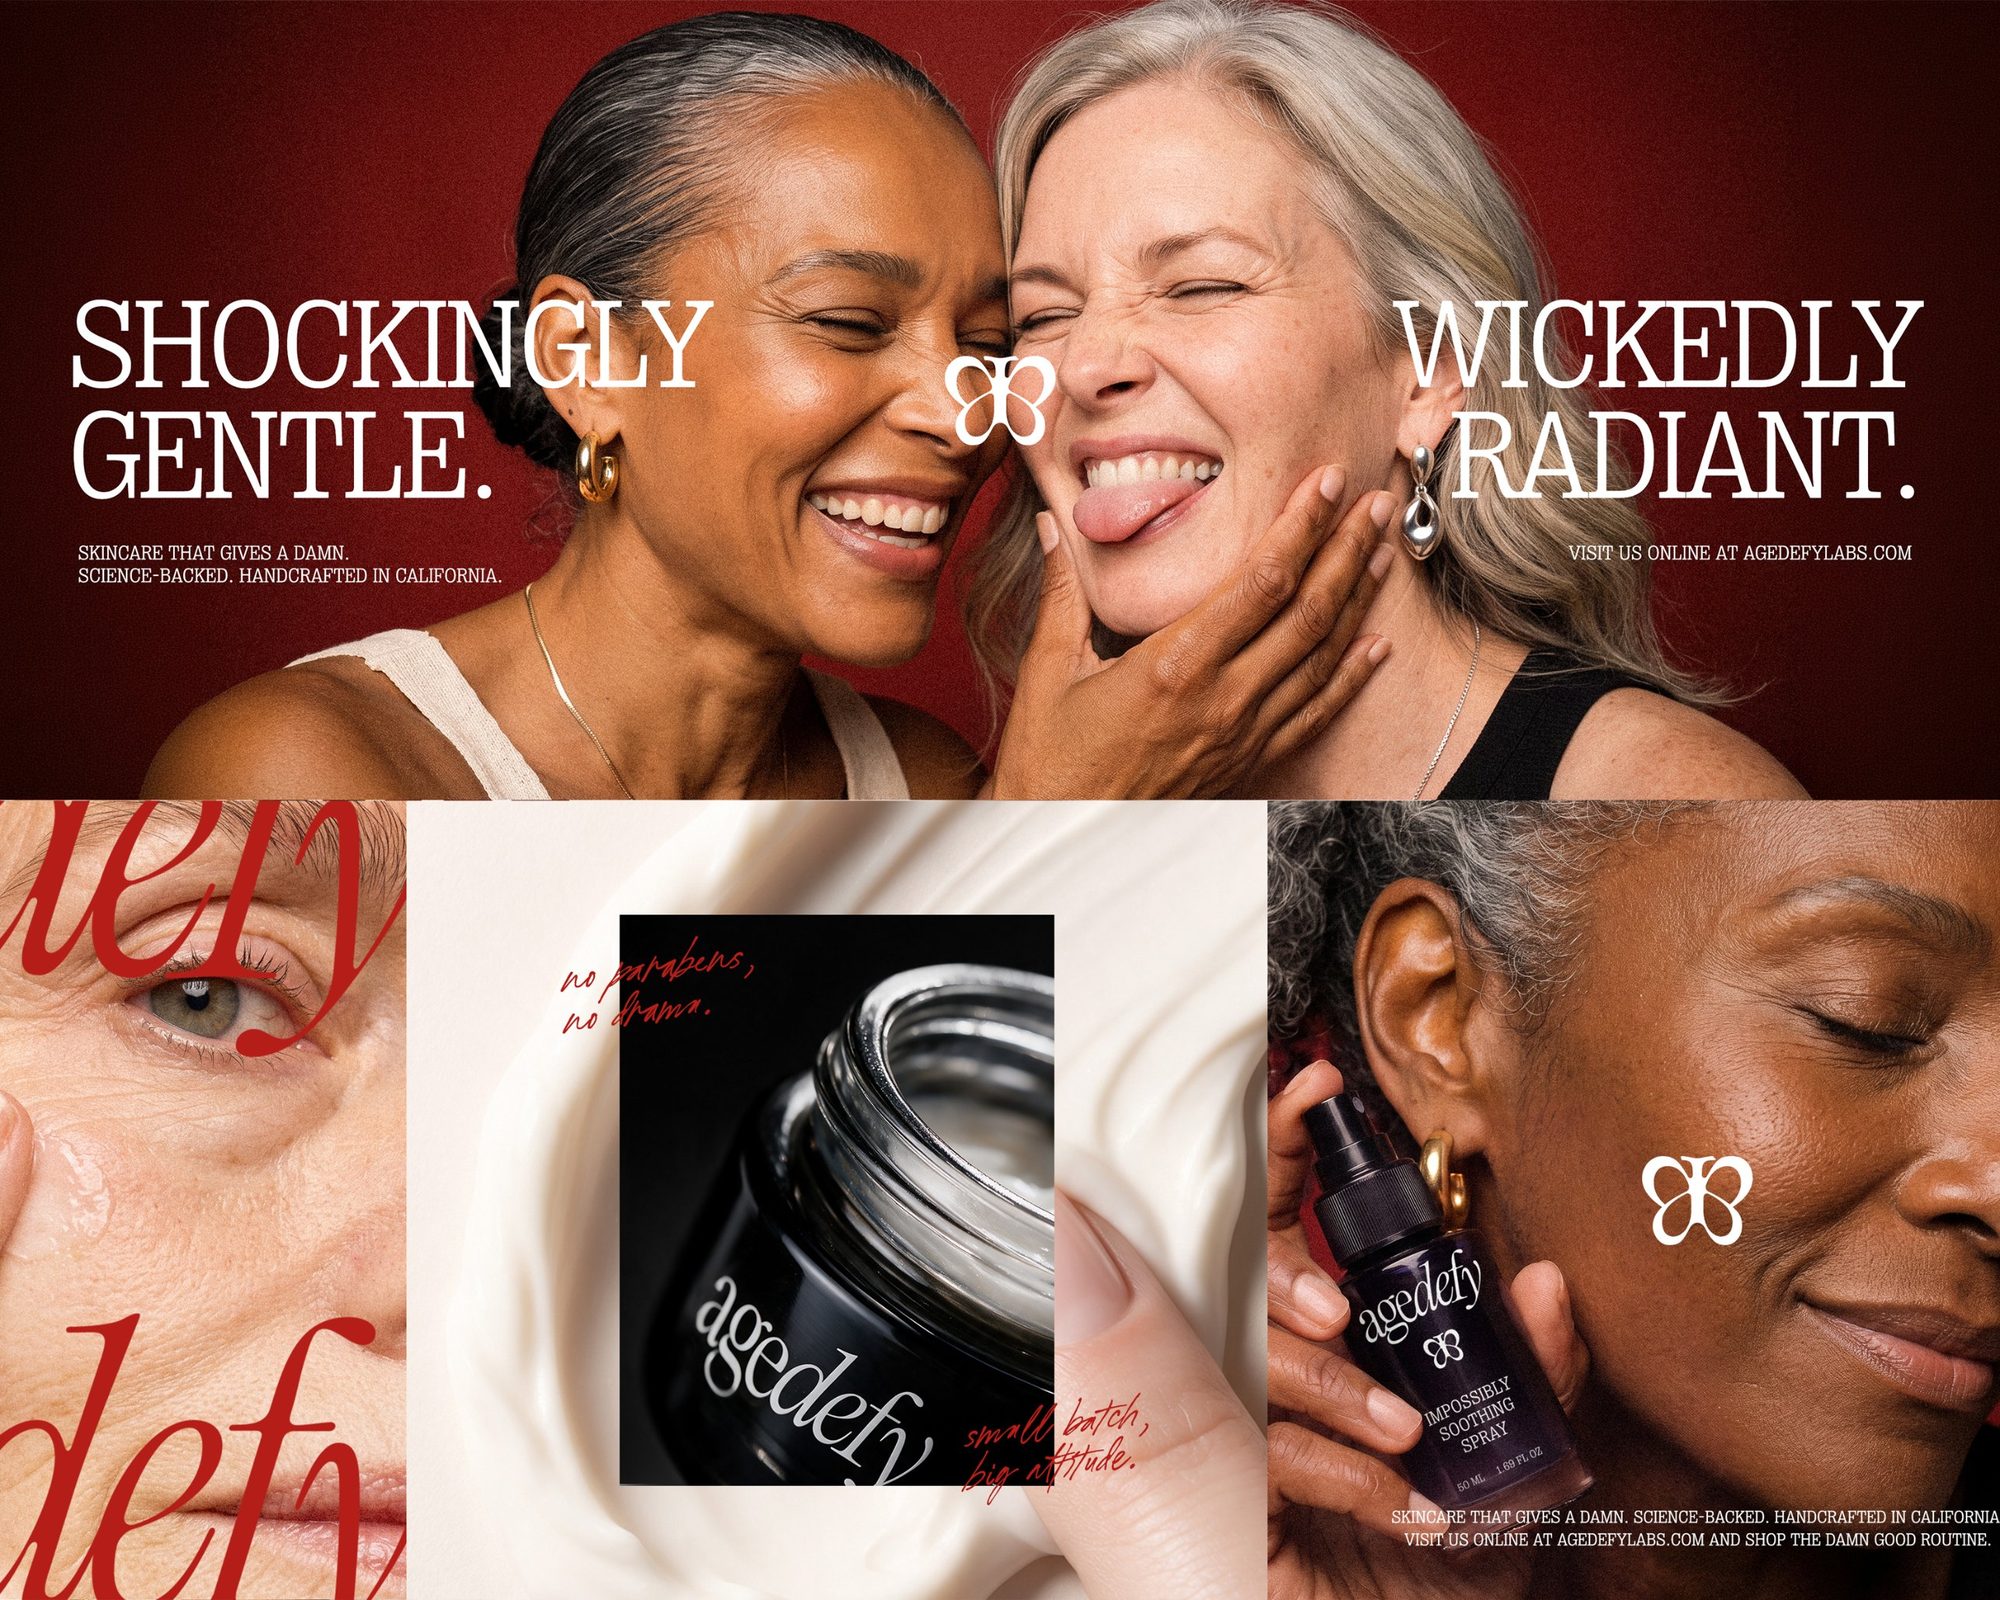 SHOCKINGLY
GENTLE.
SKINCARE THAT GIVES A DAMN.
SCIENCE-BACKED. HANDCRAFTED IN CALIFORNIA.
WICKEDLY
RADIANT.
VISIT US ONLINE AT AGEDEFYLABS.COM
defy
defy
no parabens,
no drama.
agedefy
small batch,
big attitude.
agedefy
IMPOSSIBLY
SOOTHING
SPRAY
50 ML 1.69 FL OZ
SKINCARE THAT GIVES A DAMN. SCIENCE-BACKED. HANDCRAFTED IN CALIFORNIA
VISIT US ONLINE AT AGEDEFYLABS.COM AND SHOP THE DAMN GOOD ROUTINE.